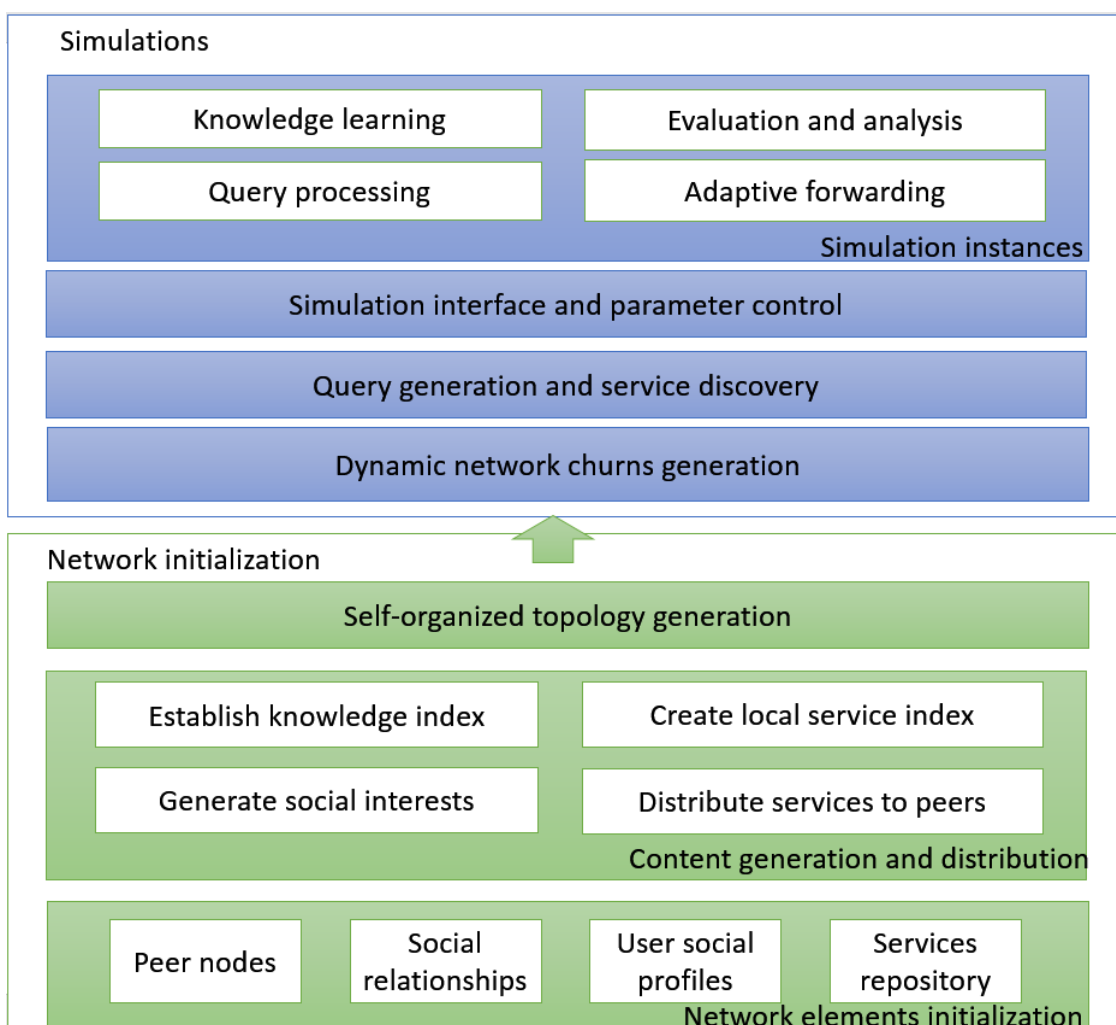 Simulations
Knowledge learning
Evaluation and analysis
Query processing
Adaptive forwarding
Simulation instances
Simulation interface and parameter control
Query generation and service discovery
Dynamic network churns generation
Network initialization
Self-organized topology generation
Establish knowledge index
Create local service index
Generate social interests
Distribute services to peers
Content generation and distribution
Peer nodes
Social
relationships
User social
profiles
Services
repository
Network elements initialization